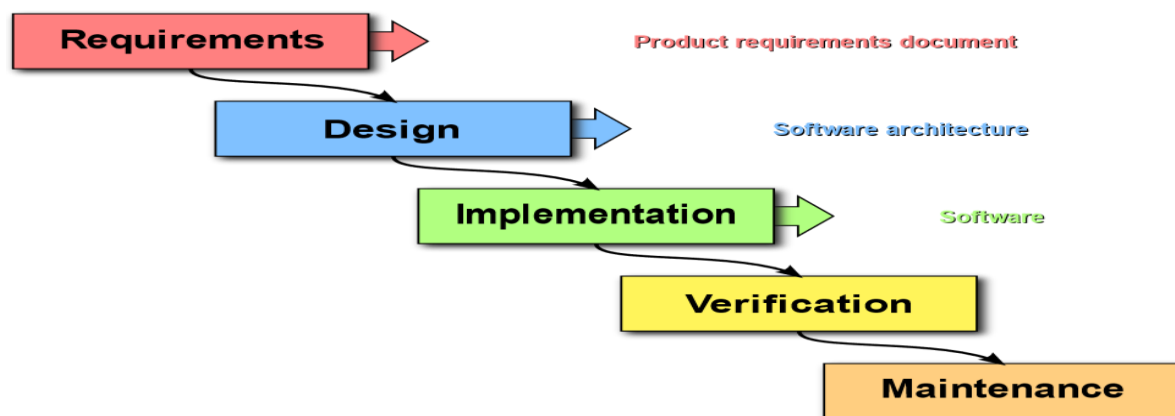 Requirements
Product requirements document
Design
Software architecture
Implementation
Software
Verification
Maintenance